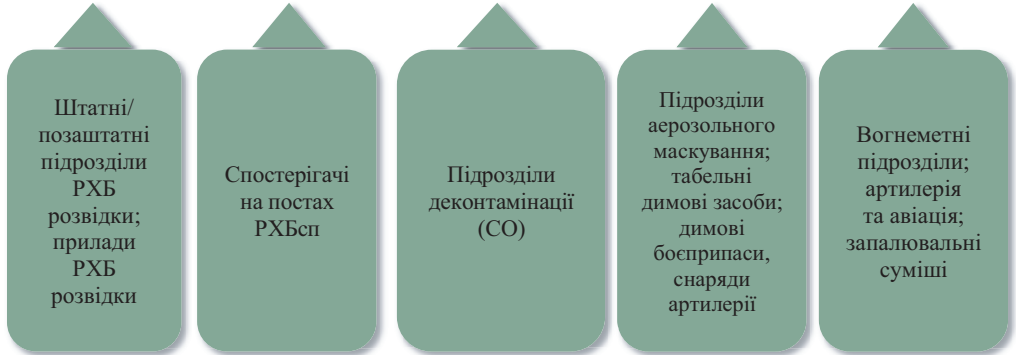 Штатні/
позаштатні
підрозділи
РХБ
розвідки;
прилади
РХБ
розвідки
Спостерігачі
на постах
РХБсп
Підрозділи
деконтамінації
(СО)
Підрозділи
аерозольного
маскування;
табельні
димові засоби;
димові
боєприпаси,
снаряди
артилерії
Вогнеметні
підрозділи;
артилерія
та авіація;
запалювальні
суміші